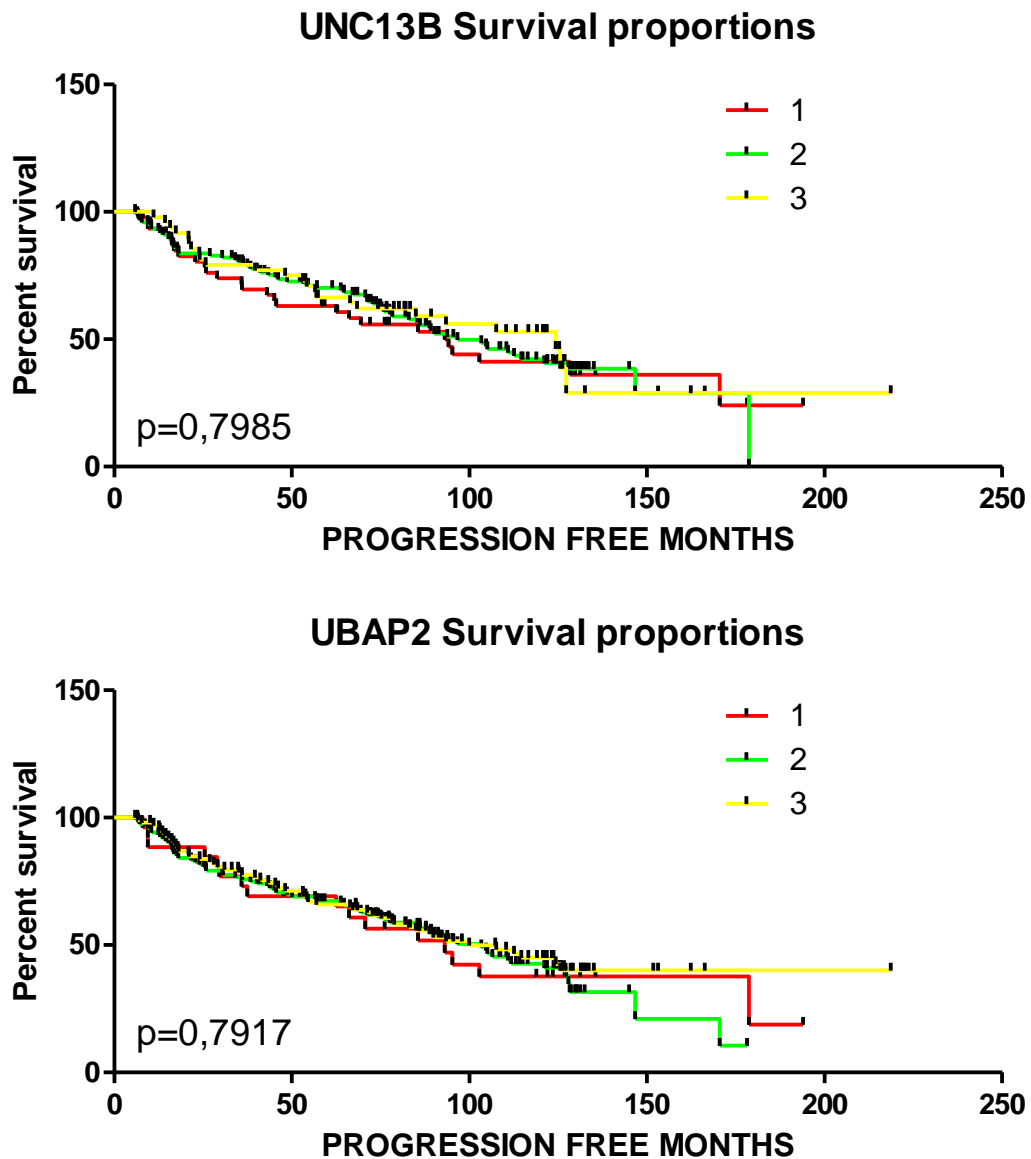 UNC13B Survival proportions
150
100
50
0
Percent survival
1
2
3
p=0,7985
0 50 100 150 200 250
PROGRESSION FREE MONTHS
UBAP2 Survival proportions
150
100
50
0
Percent survival
1
2
3
p=0,7917
0 50 100 150 200 250
PROGRESSION FREE MONTHS